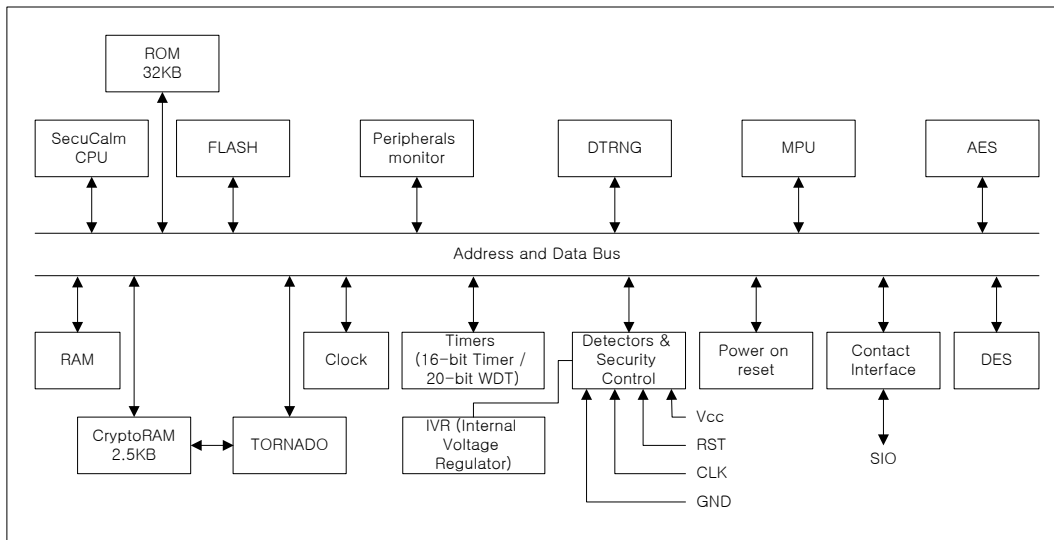 ROM
32KB
SecuCalm
CPU
FLASH
Peripherals
monitor
DTRNG
MPU
AES
Address and Data Bus
RAM
Clock
Timers
(16-bit Timer /
20-bit WDT)
Detectors &
Security
Control
Power on
reset
Contact
Interface
DES
CryptoRAM
2.5KB
TORNADO
IVR (Internal
Voltage
Regulator)
Vcc
RST
CLK
GND
SIO